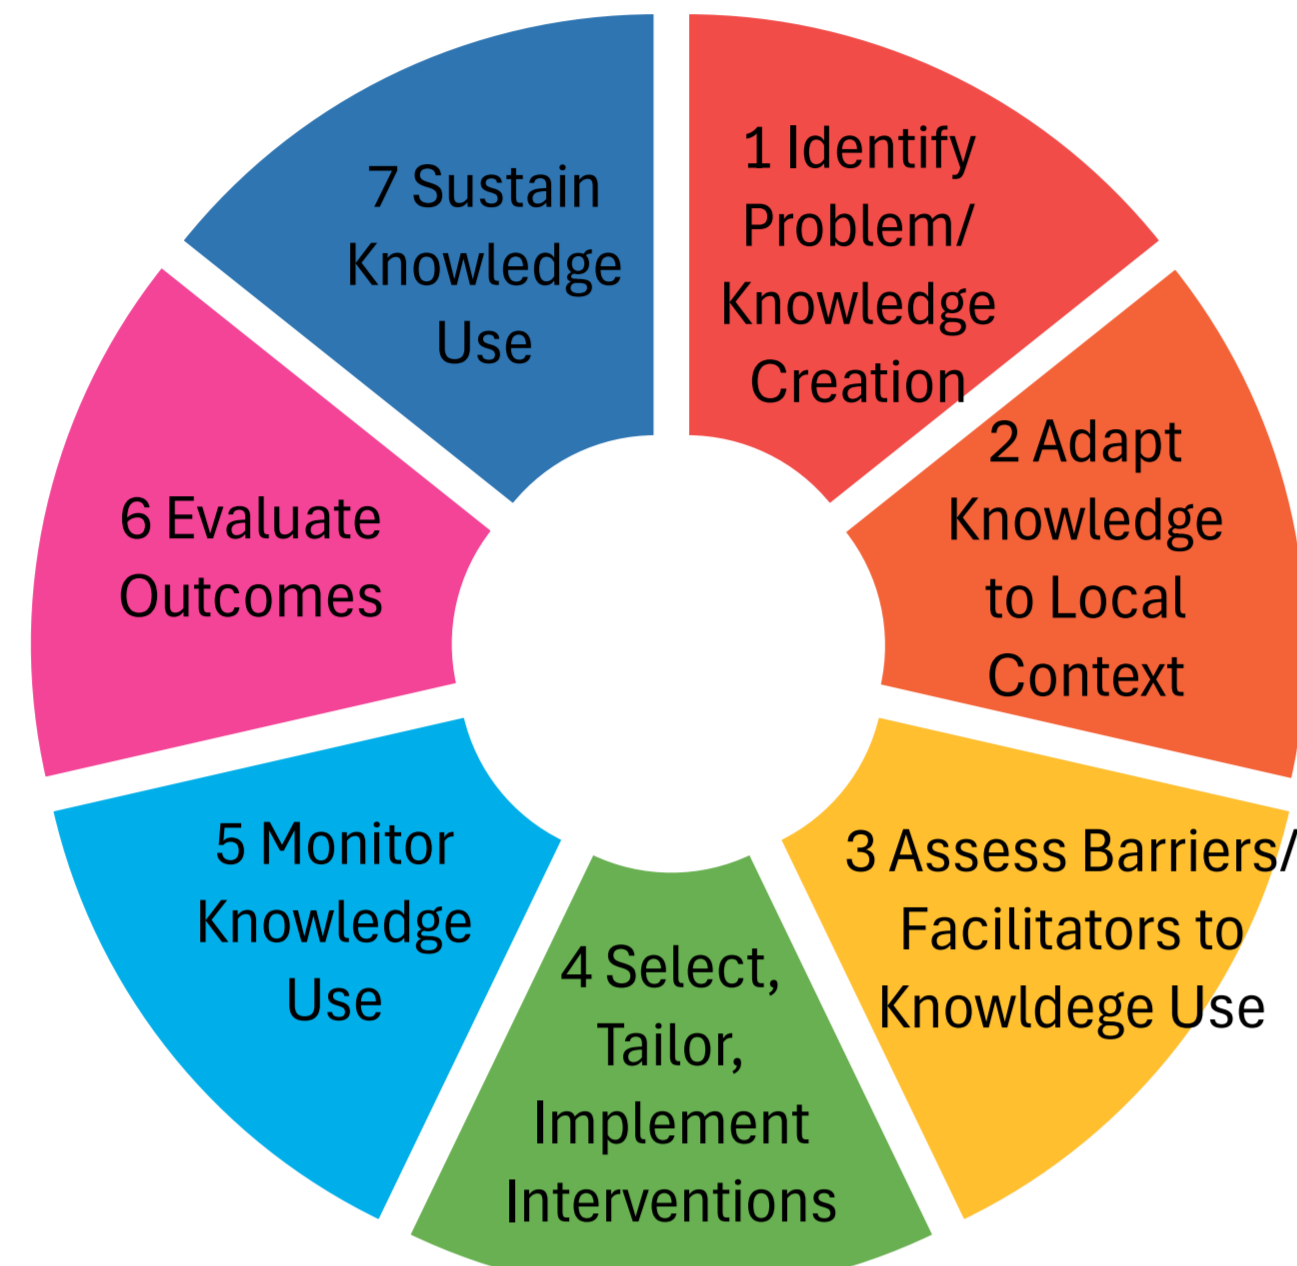 1 Identify
Problem/
Knowledge
Creation
2 Adapt
Knowledge
to Local
Context
3 Assess Barriers/
Facilitators to
Knowldege Use
4 Select,
Tailor,
Implement
Interventions
5 Monitor
Knowledge
Use
6 Evaluate
Outcomes
7 Sustain
Knowledge
Use